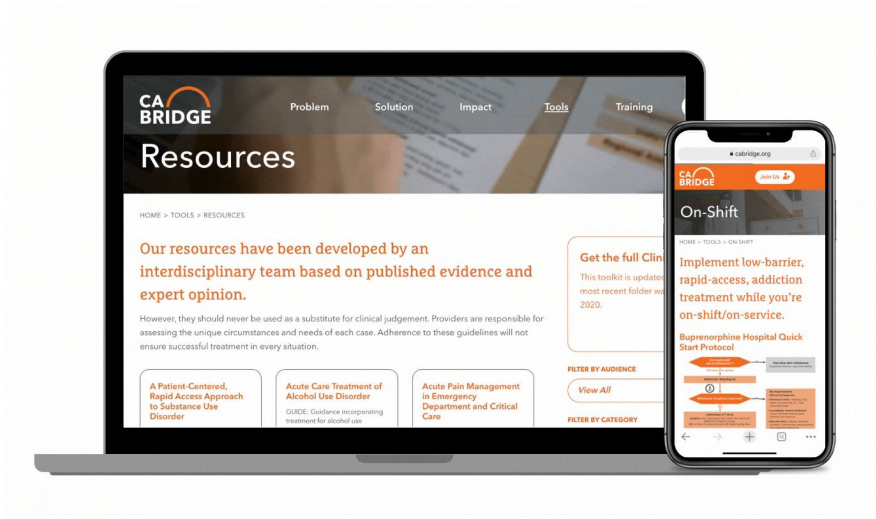 CA
BRIDGE
Problem
Solution
Impact
Tools
Training
Resources
HOME > TOOLS > RESOURCES
Our resources have been developed by an
interdisciplinary team based on published evidence and
expert opinion.
However, they should never be used as a substitute for clinical judgement. Providers are responsible for
assessing the unique circumstances and needs of each case. Adherence to these guidelines will not
ensure successful treatment in every situation.
A Patient-Centered,
Rapid Access Approach
to Substance Use
Disorder
Acute Care Treatment of
Alcohol Use Disorder
GUIDE: Guidance incorporating
treatment for alcohol use
Acute Pain Management
in Emergency
Department and Critical
Care
Get the full Clini
This toolkit is update
most recent folder wa
2020.
FILTER BY AUDIENCE
View All
FILTER BY CATEGORY
cabridge.org
CA
BRIDGE
Join Us
On-Shift
HOME > TOOLS > ON-SHIFT
Implement low-barrier,
rapid-access, addiction
treatment while you're
on-shift/on-service.
Buprenorphine Hospital Quick
Start Protocol